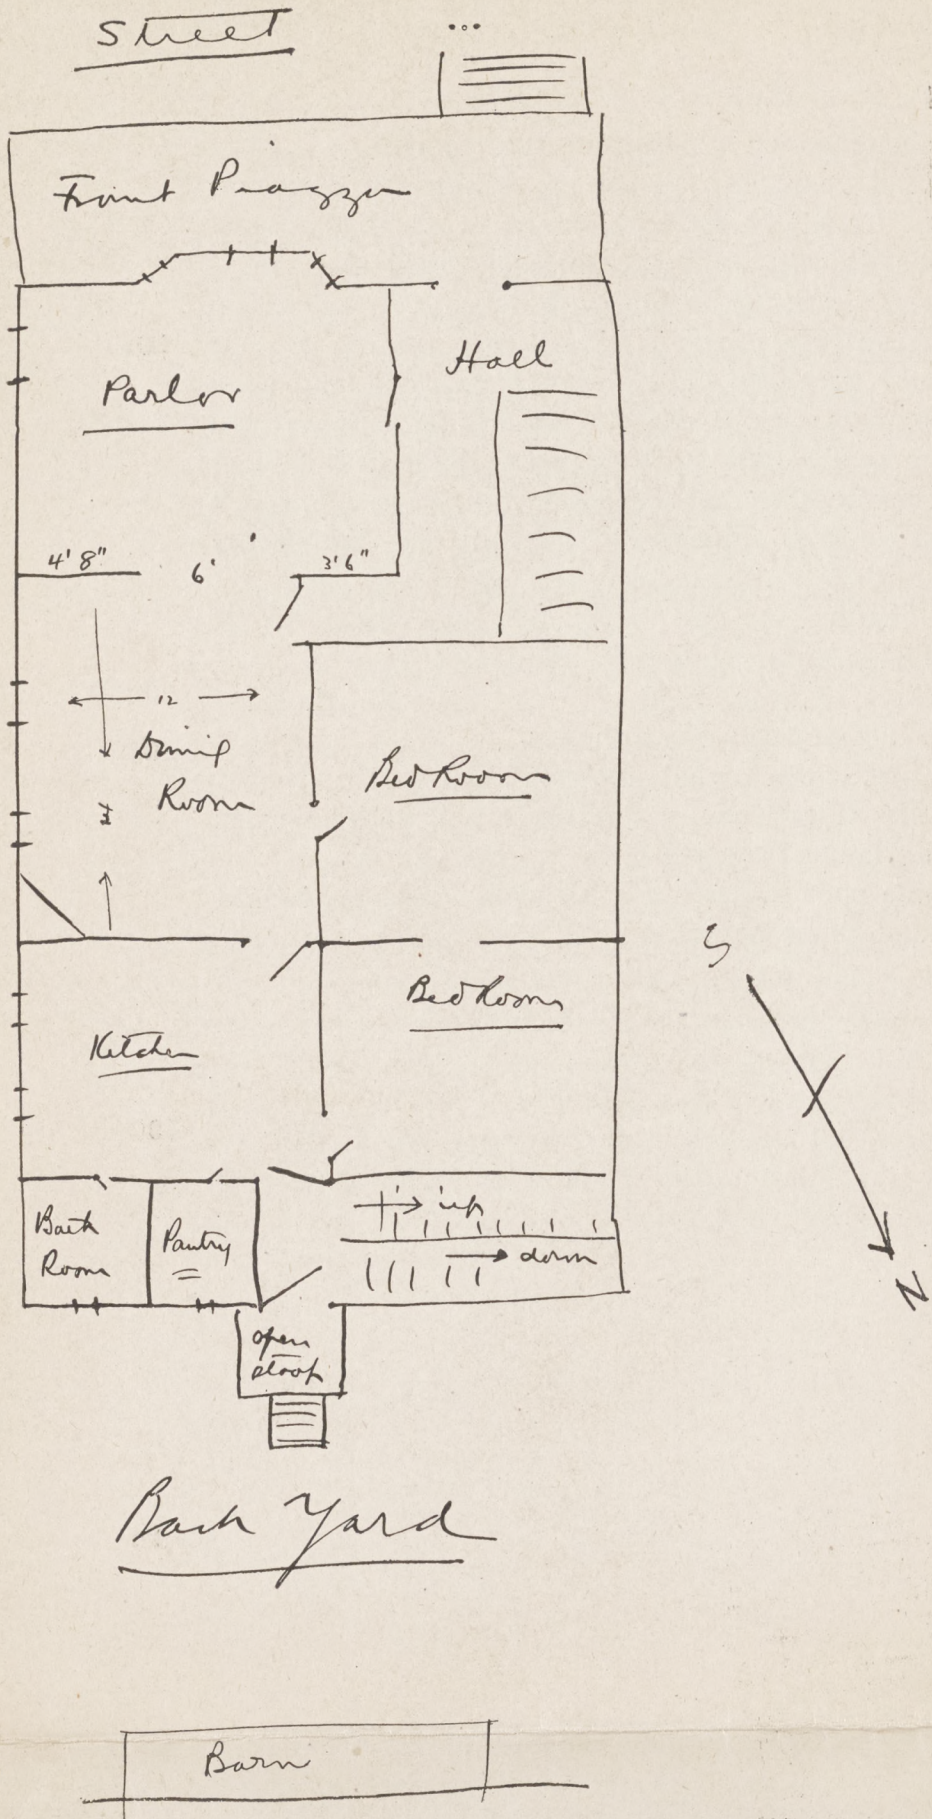 Street
Front Piazza
Hall
Parlor
4' 8"
6'
3' 6"
12
Dining
Room
Bed Room
S
Bed Room
Kitchen
up
Back
Room
Pantry
down
N
open
stoop
Back Yard
Barn